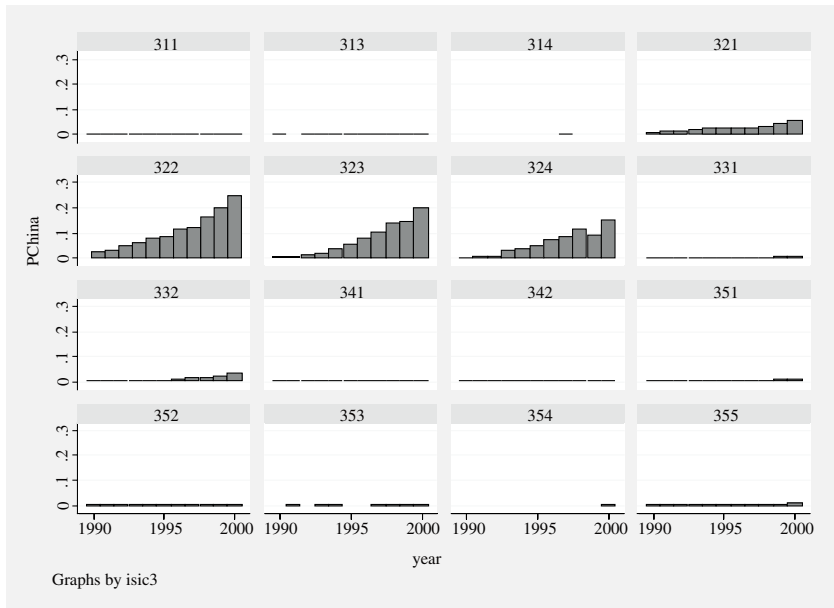 311 313 314 321
0 .1 .2 .3
322 323 324 331
0 .1 .2 .3
PChina
332 341 342 351
0 .1 .2 .3
352 353 354 355
0 .1 .2 .3
1990 1995 2000 1990 1995 2000 1990 1995 2000 1990 1995 2000
year
Graphs by isic3